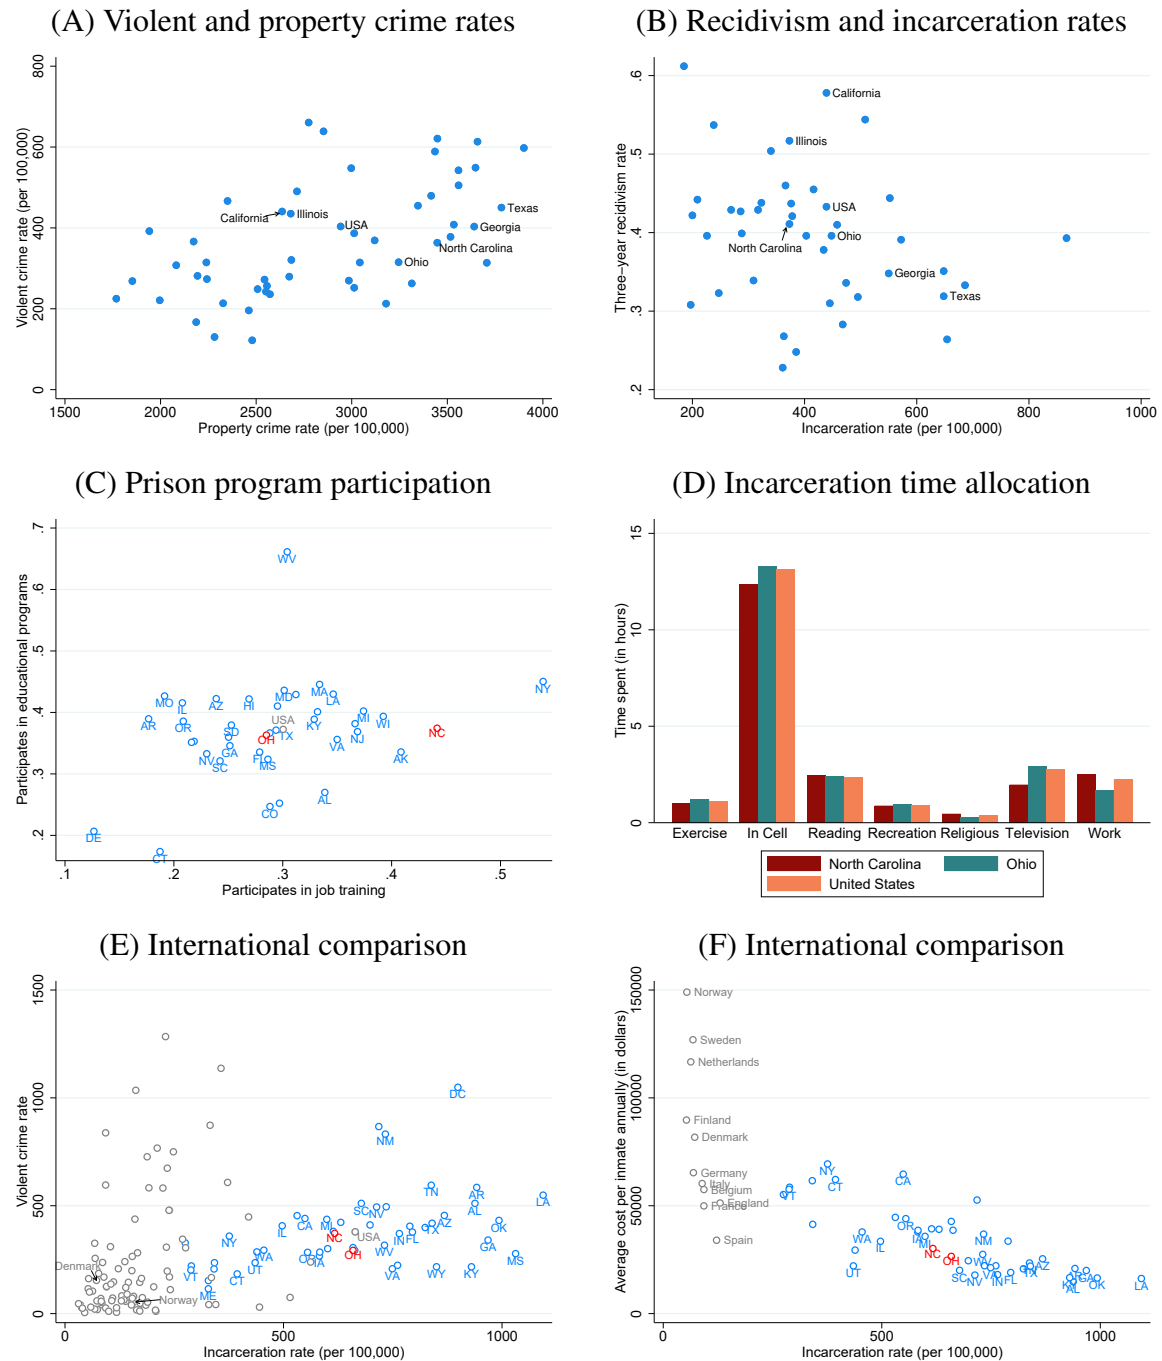 (A) Violent and property crime rates
Violent crime rate (per 100,000)
800
600
400
200
0
California
Illinois
USA
Texas
Georgia
North Carolina
Ohio
1500 2000 2500 3000 3500 4000
Property crime rate (per 100,000)
(B) Recidivism and incarceration rates
Three−year recidivism rate
.6
.5
.4
.3
.2
California
Illinois
USA
North Carolina
Ohio
Georgia
Texas
200 400 600 800 1000
Incarceration rate (per 100,000)
(C) Prison program participation
Participates in educational programs
.7
.6
.5
.4
.3
.2
WV
NY
MO
IL
AZ
HI
MD
MA
LA
AR
OR
SD
USA
KY
MI
WI
OH
TX
NJ
NC
GA
VA
NV
SC
FL
MS
AK
CO
AL
DE
CT
.1 .2 .3 .4 .5
Participates in job training
(D) Incarceration time allocation
Time spent (in hours)
15
10
5
0
Exercise In Cell Reading Recreation Religious Television Work
North Carolina Ohio
United States
(E) International comparison
Violent crime rate
1500
1000
500
0
DC
NM
TN
AR
LA
SC
NV
AL
IL
CA
MI
AZ
OK
NY
NC
USA
IN
FL
TX
GA
WA
OH
WV
MS
UT
IA
VT
CT
VA
WY
KY
ME
Denmark
Norway
0 500 1000
Incarceration rate (per 100,000)
(F) International comparison
Average cost per inmate annually (in dollars)
150000
100000
50000
0
Norway
Sweden
Netherlands
Finland
Denmark
Germany
Italy
Belgium
England
France
Spain
NY
CT
CA
VT
OR
WA
IL
IA
MI
NM
NC
OH
WV
UT
SC
NV
VA
IN
FL
TX
AZ
KY
AR
AL
GA
OK
LA
0 500 1000
Incarceration rate (per 100,000)